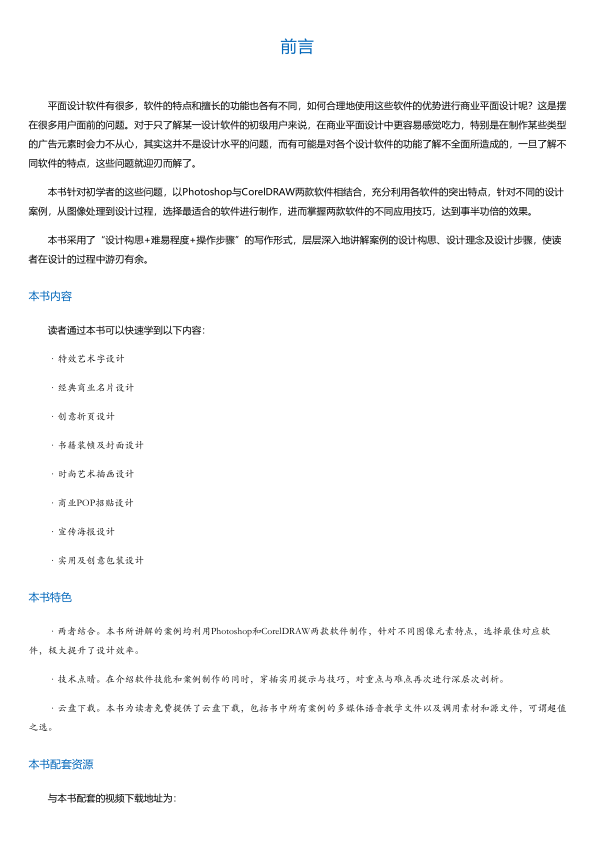 前言
平面设计软件有很多，软件的特点和擅长的功能也各有不同，如何合理地使用这些软件的优势进行商业平面设计呢？这是摆
在很多用户面前的问题。对于只了解某一设计软件的初级用户来说，在商业平面设计中更容易感觉吃力，特别是在制作某些类型
的广告元素时会力不从心，其实这并不是设计水平的问题，而有可能是对各个设计软件的功能了解不全面所造成的，一旦了解不
同软件的特点，这些问题就迎刃而解了。
本书针对初学者的这些问题，以Photoshop与CorelDRAW两款软件相结合，充分利用各软件的突出特点，针对不同的设计
案例，从图像处理到设计过程，选择最适合的软件进行制作，进而掌握两款软件的不同应用技巧，达到事半功倍的效果。
本书采用了“设计构思+难易程度+操作步骤”的写作形式，层层深入地讲解案例的设计构思、设计理念及设计步骤，使读
者在设计的过程中游刃有余。
本书内容
读者通过本书可以快速学到以下内容：
· 特效艺术字设计
· 经典商业名片设计
· 创意折页设计
· 书籍装帧及封面设计
· 时尚艺术插画设计
· 商业POP招贴设计
· 宣传海报设计
· 实用及创意包装设计
本书特色
· 两者结合。本书所讲解的案例均利用Photoshop和CorelDRAW两款软件制作，针对不同图像元素特点，选择最佳对应软
件，极大提升了设计效率。
· 技术点睛。在介绍软件技能和案例制作的同时，穿插实用提示与技巧，对重点与难点再次进行深层次剖析。
· 云盘下载。本书为读者免费提供了云盘下载，包括书中所有案例的多媒体语音教学文件以及调用素材和源文件，可谓超值
之选。
本书配套资源
与本书配套的视频下载地址为：